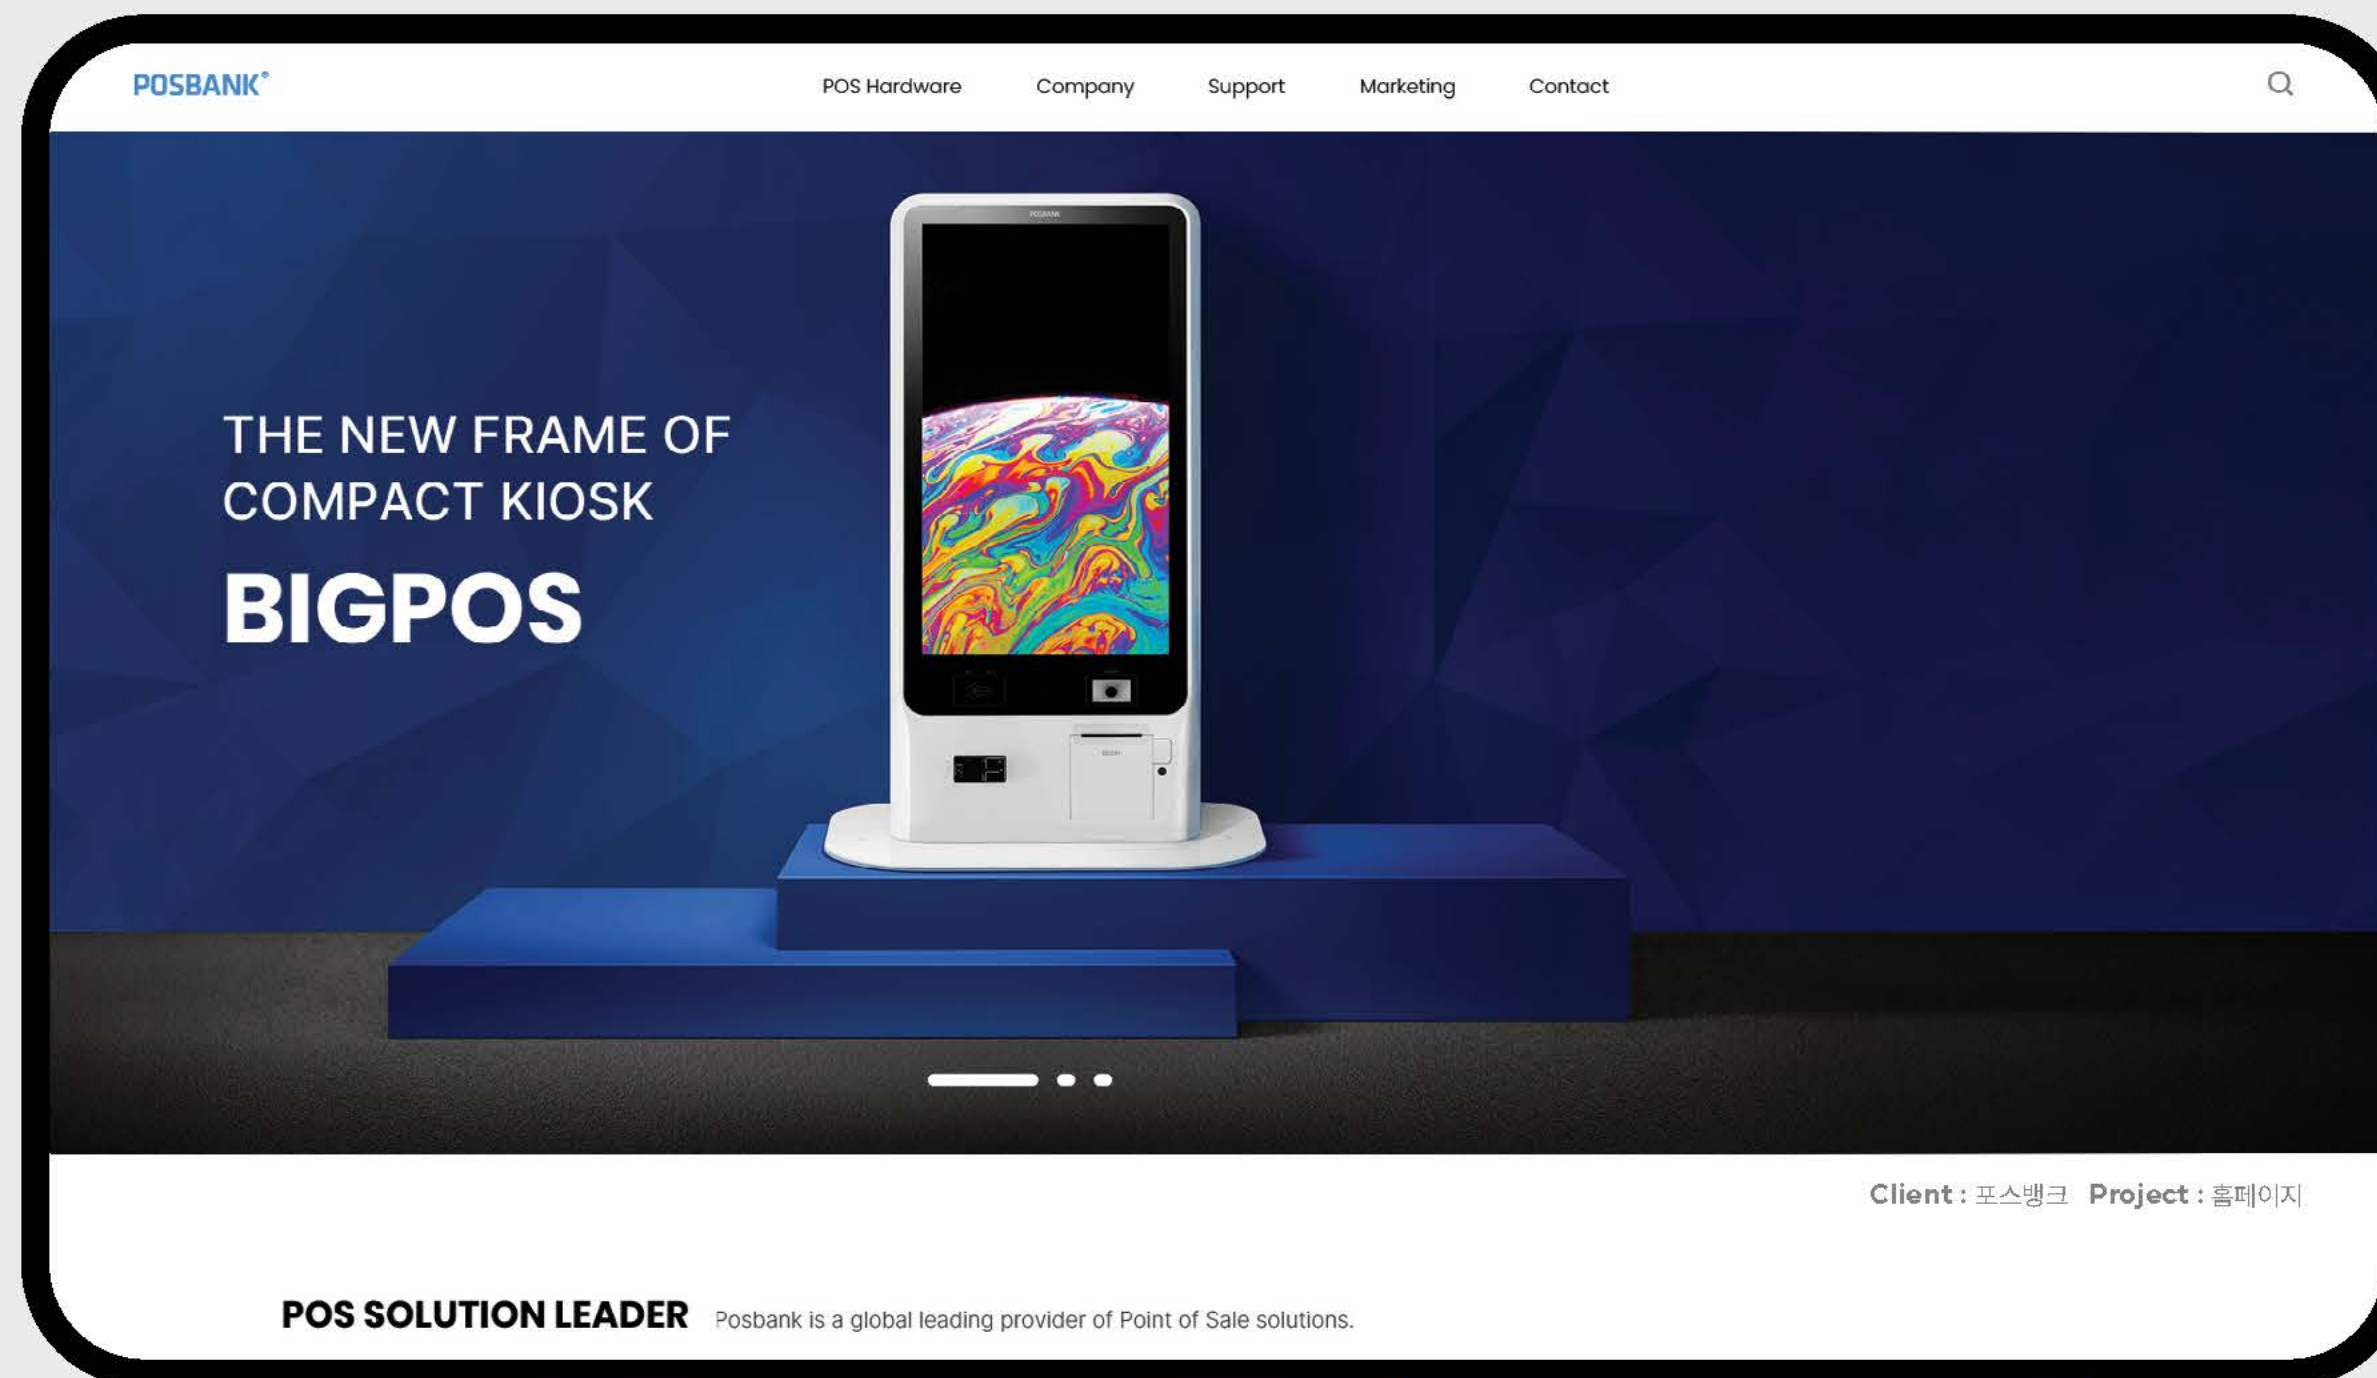 POSBANK®
POS Hardware Company Support Marketing Contact
POSBANK
THE NEW FRAME OF
COMPACT KIOSK
BIGPOS
Client : 포스뱅크 Project : 홈페이지
POS SOLUTION LEADER Posbank is a global leading provider of Point of Sale solutions.